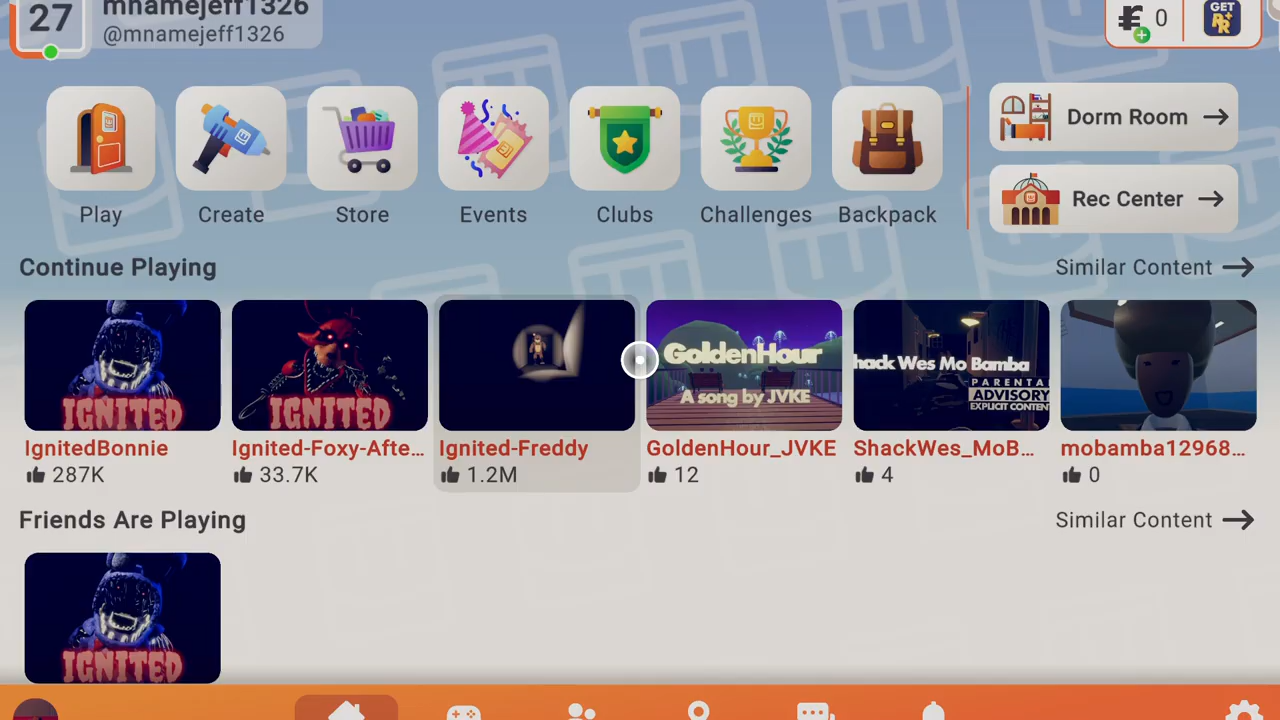 27
mnamejeff1326
@mnamejeff1326
0
GET
RR+
Play
Create
Store
Events
Clubs
Challenges
Backpack
Dorm Room
Rec Center
Continue Playing
Similar Content
IGNITED
IGNITED
GoldenHour
A song by JVKE
hack Wes Mo Bamba
PARENTA
ADVISORY
EXPLICIT CONTENT
IgnitedBonnie
Ignited-Foxy-Afte...
Ignited-Freddy
GoldenHour_JVKE
ShackWes_MoB...
mobamba12968...
287K
33.7K
1.2M
12
4
0
Friends Are Playing
Similar Content
IGNITED